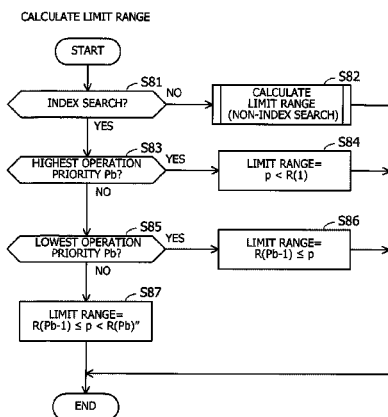 CALCULATE LIMIT RANGE
START
S81
INDEX SEARCH?
NO
YES
S82
CALCULATE
LIMIT RANGE
(NON-INDEX SEARCH)
S83
HIGHEST OPERATION
PRIORITY Pb?
YES
NO
S84
LIMIT RANGE=
p < R(1)
S85
LOWEST OPERATION
PRIORITY Pb?
YES
NO
S86
LIMIT RANGE=
R(Pb-1) ≤ p
S87
LIMIT RANGE=
R(Pb-1) ≤ p < R(Pb)"
END